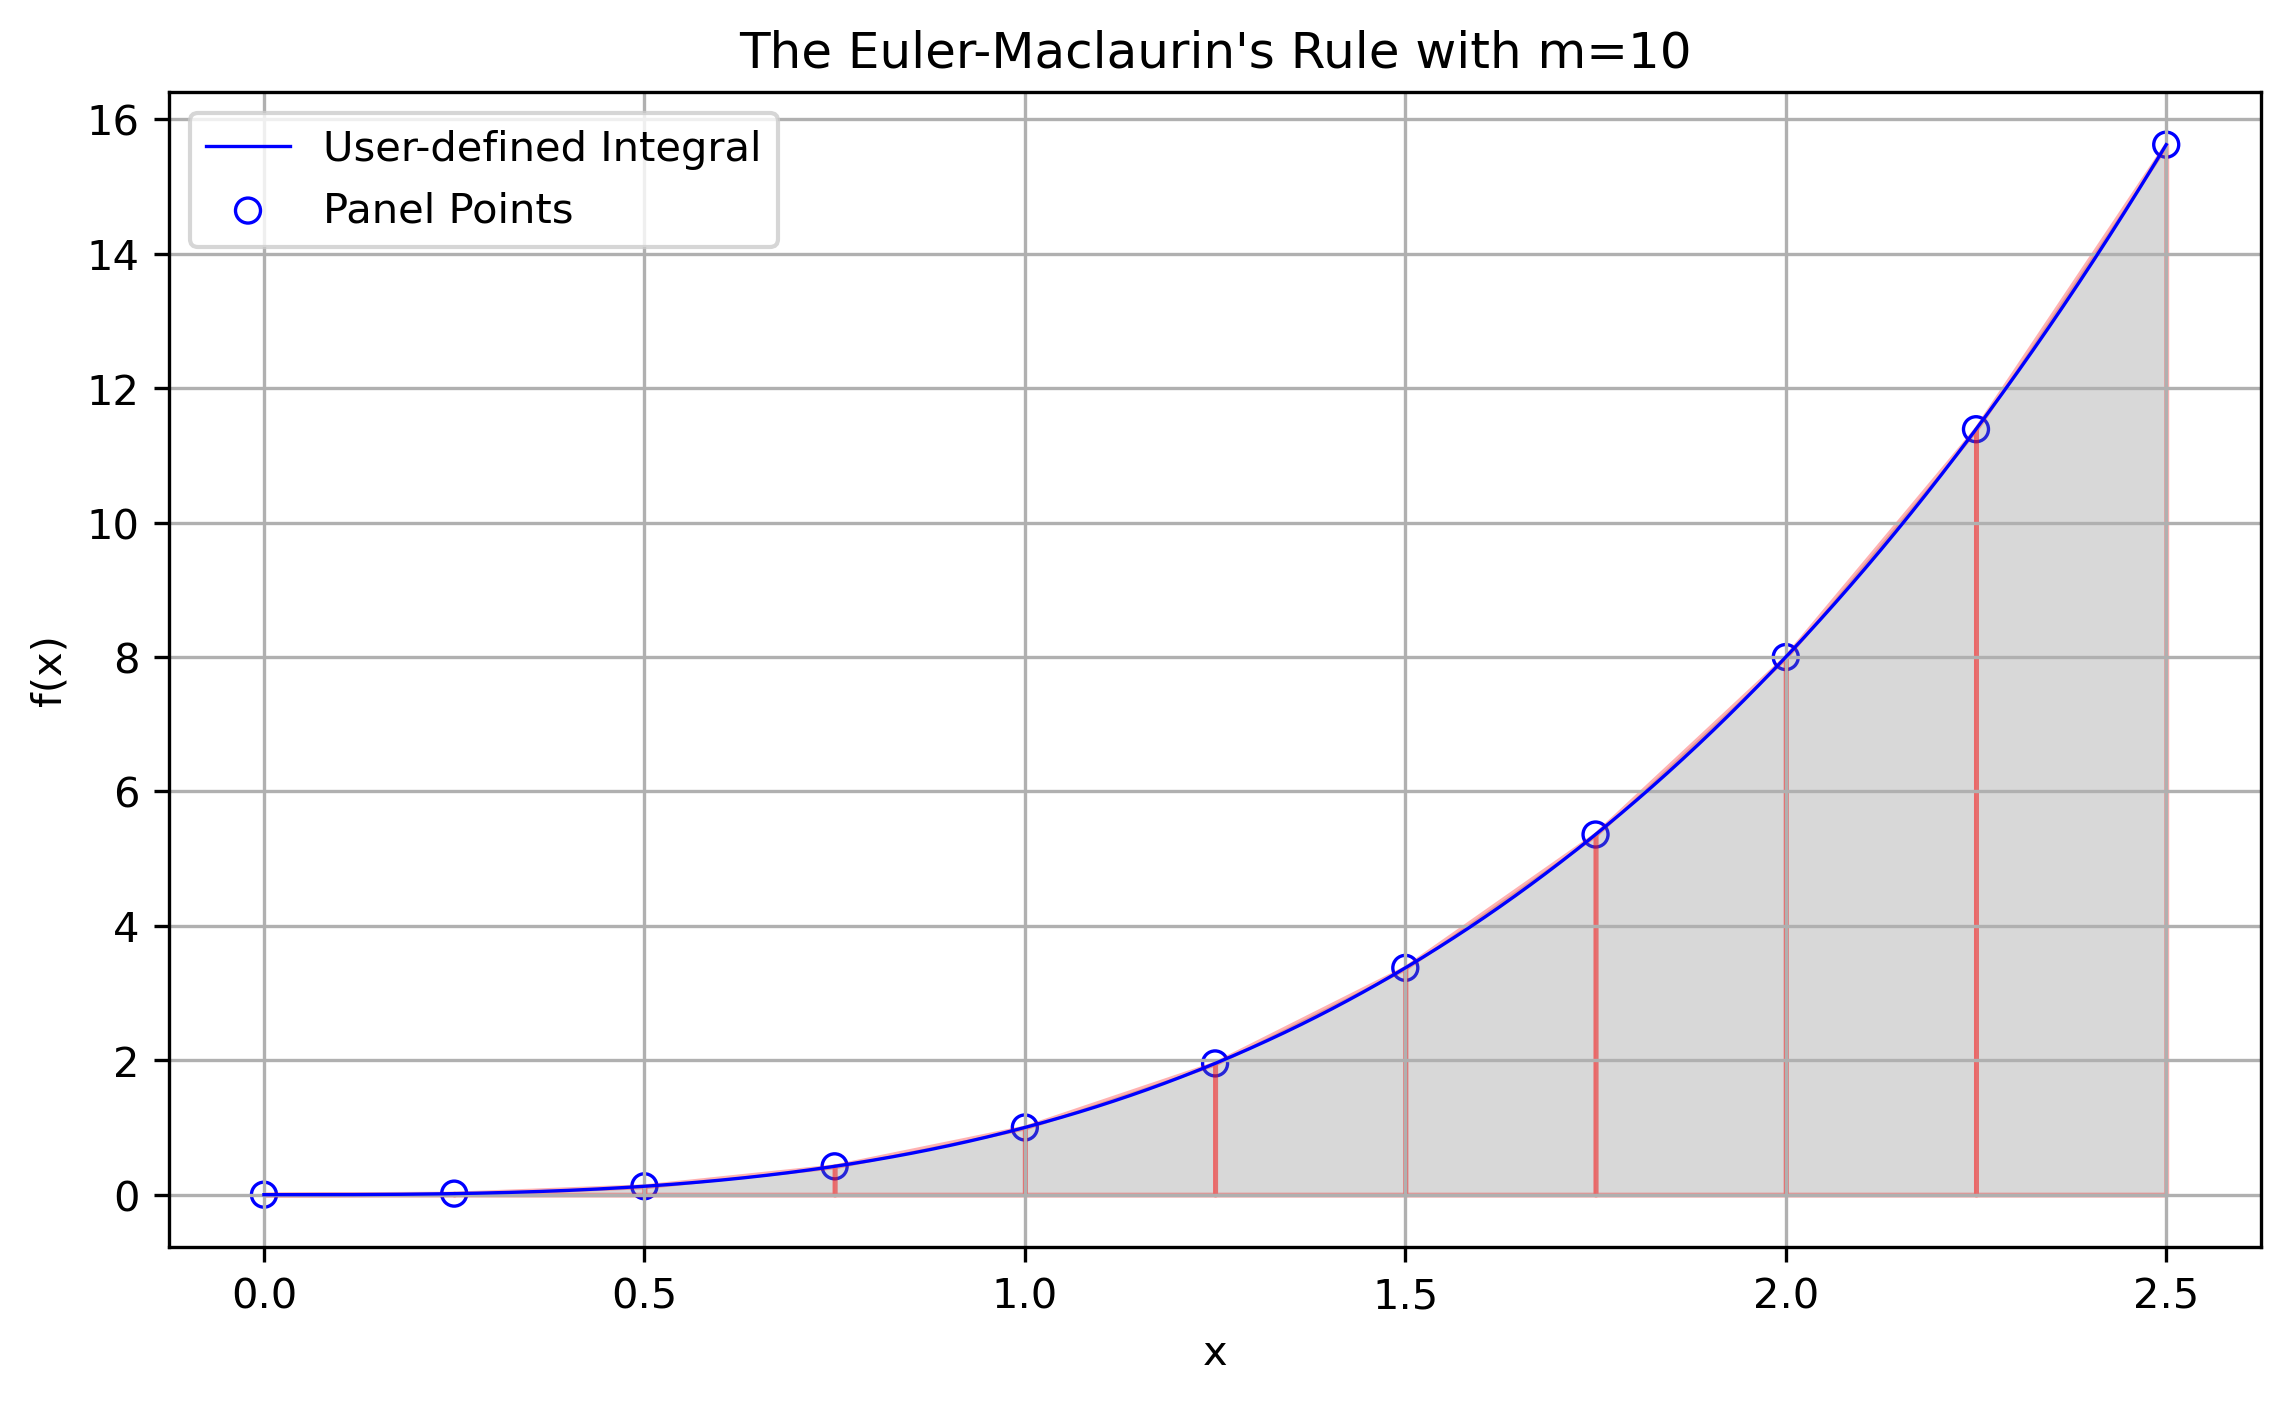 The Euler-Maclaurin's Rule with m=10
User-defined Integral
Panel Points
16
14
12
10
8
6
4
2
0
f(x)
0.0 0.5 1.0 1.5 2.0 2.5
x